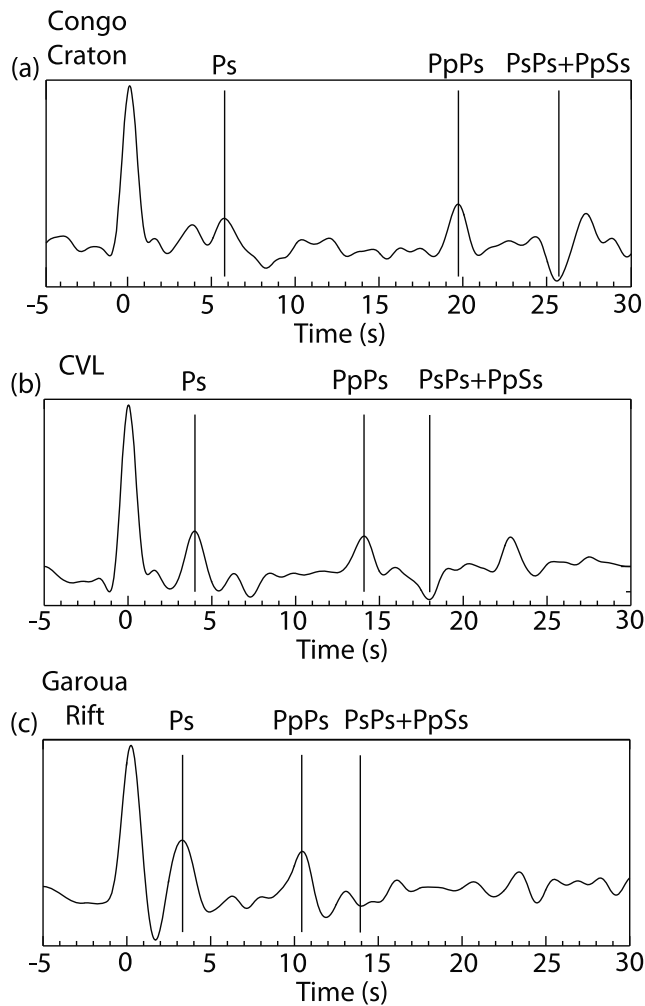 Congo
Craton
(a)
Ps PpPs PsPs+PpSs
-5 0 5 10 15 20 25 30
Time (s)
(b) CVL
Ps PpPs PsPs+PpSs
-5 0 5 10 15 20 25 30
Time (s)
Garoua
Rift
(c) Ps PpPs PsPs+PpSs
-5 0 5 10 15 20 25 30
Time (s)